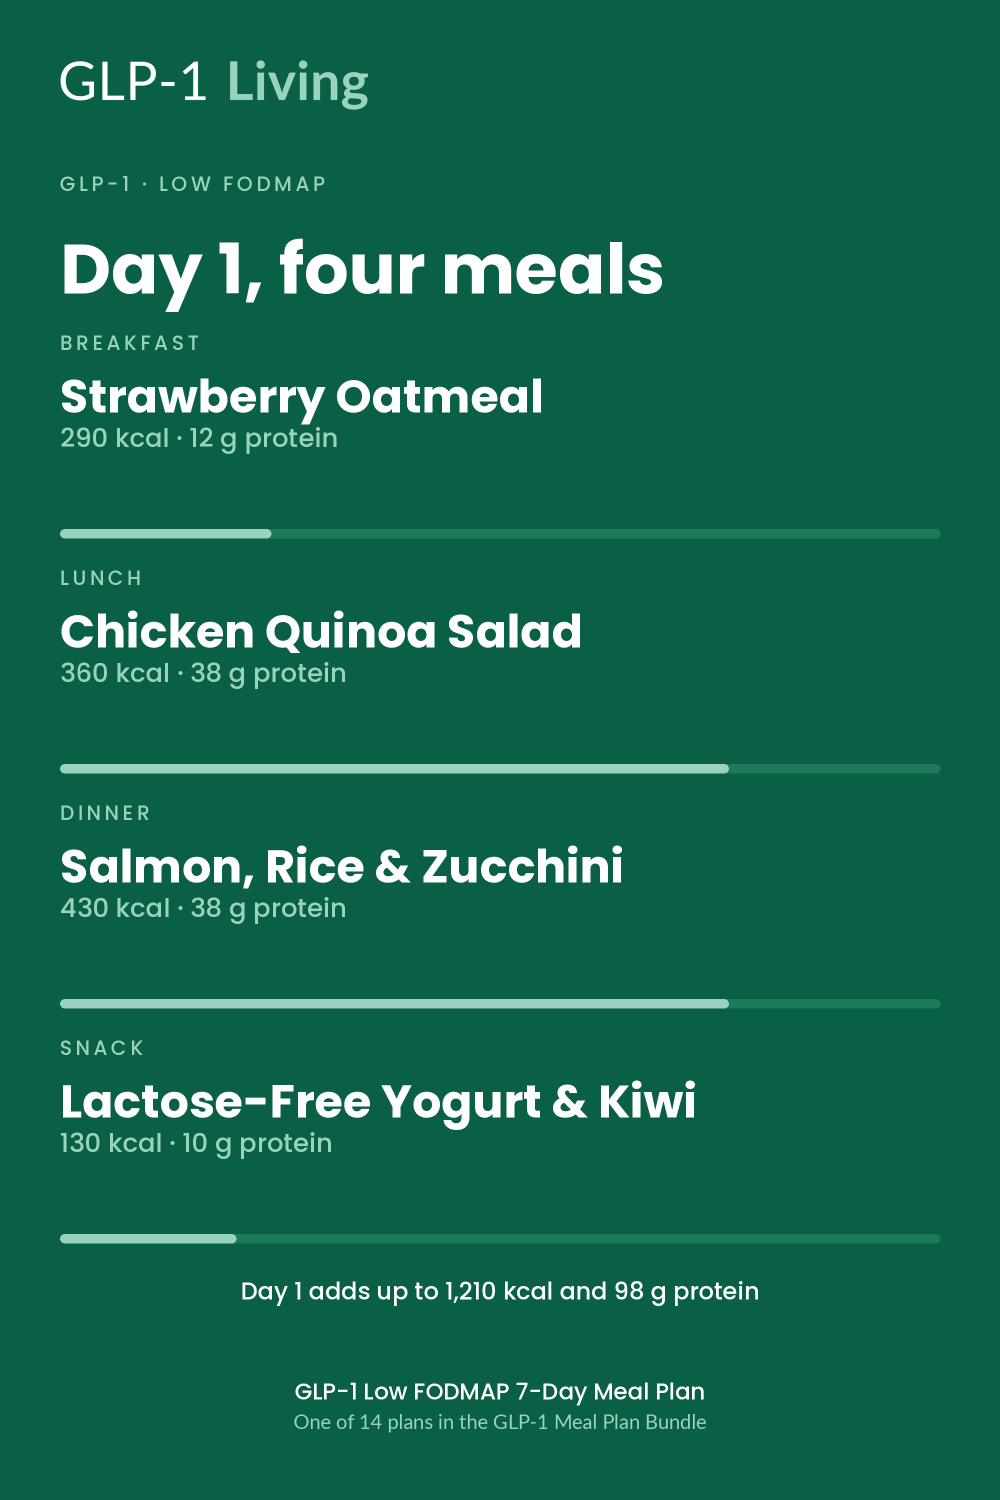 GLP-1 Living
GLP-1 · LOW FODMAP
Day 1, four meals
BREAKFAST
Strawberry Oatmeal
290 kcal · 12 g protein
LUNCH
Chicken Quinoa Salad
360 kcal · 38 g protein
DINNER
Salmon, Rice & Zucchini
430 kcal · 38 g protein
SNACK
Lactose-Free Yogurt & Kiwi
130 kcal · 10 g protein
Day 1 adds up to 1,210 kcal and 98 g protein
GLP-1 Low FODMAP 7-Day Meal Plan
One of 14 plans in the GLP-1 Meal Plan Bundle